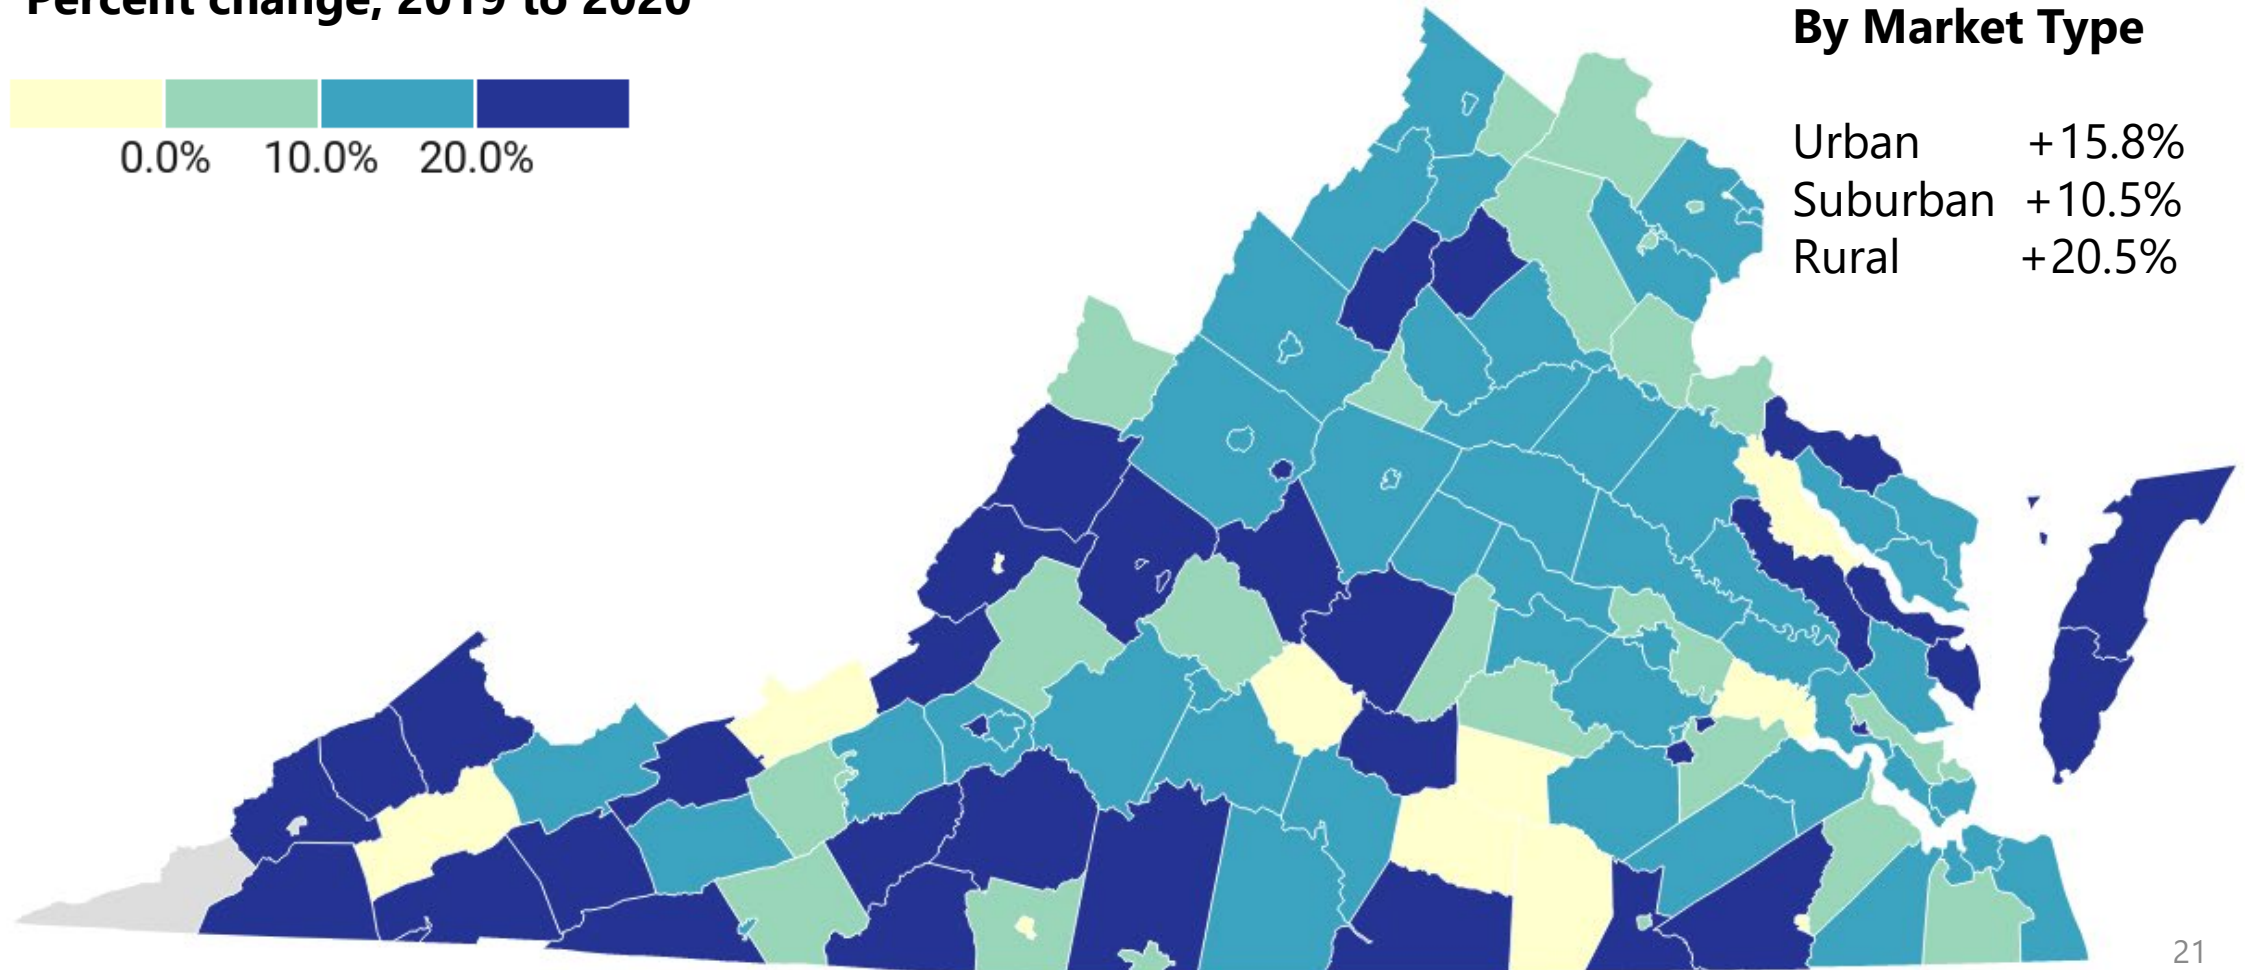 Percent change, 2019 to 2020
0.0% 10.0% 20.0%
By Market Type
Urban +15.8%
Suburban +10.5%
Rural +20.5%
21